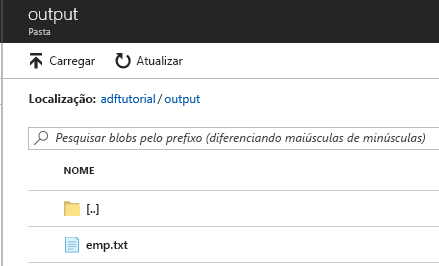 output
Pasta
Carregar Atualizar
Localização: adftutorial / output
Pesquisar blobs pelo prefixo (diferenciando maiúsculas de minúsculas)
NOME
[..]
emp.txt